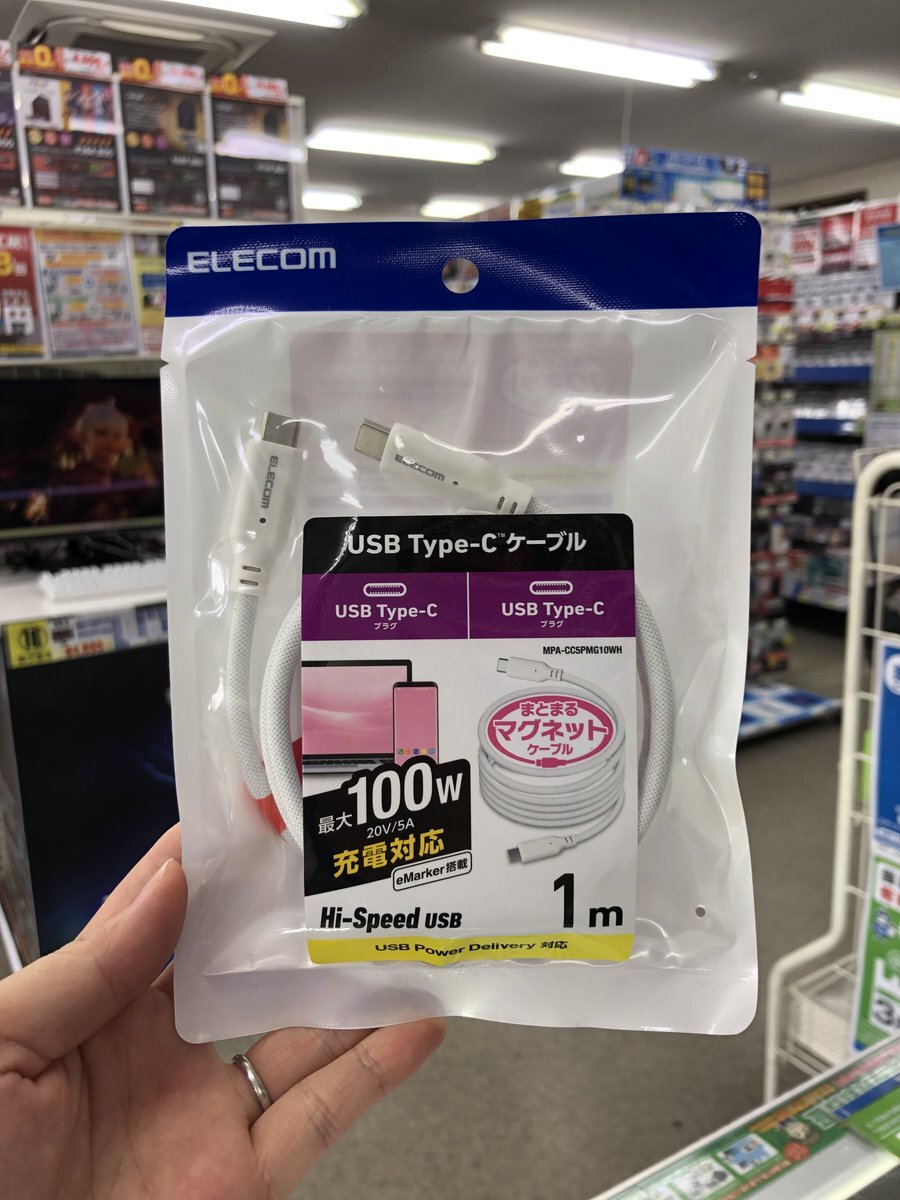 ELECOM
ELECOM
ELECOM
USB Type-C™ケーブル
USB Type-C
プラグ
USB Type-C
プラグ
MPA-CC5PMG10WH
まとまる
マグネット
ケーブル
最大100W
20V/5A
充電対応
eMarker搭載
Hi-Speed USB
1m
USB Power Delivery 対応